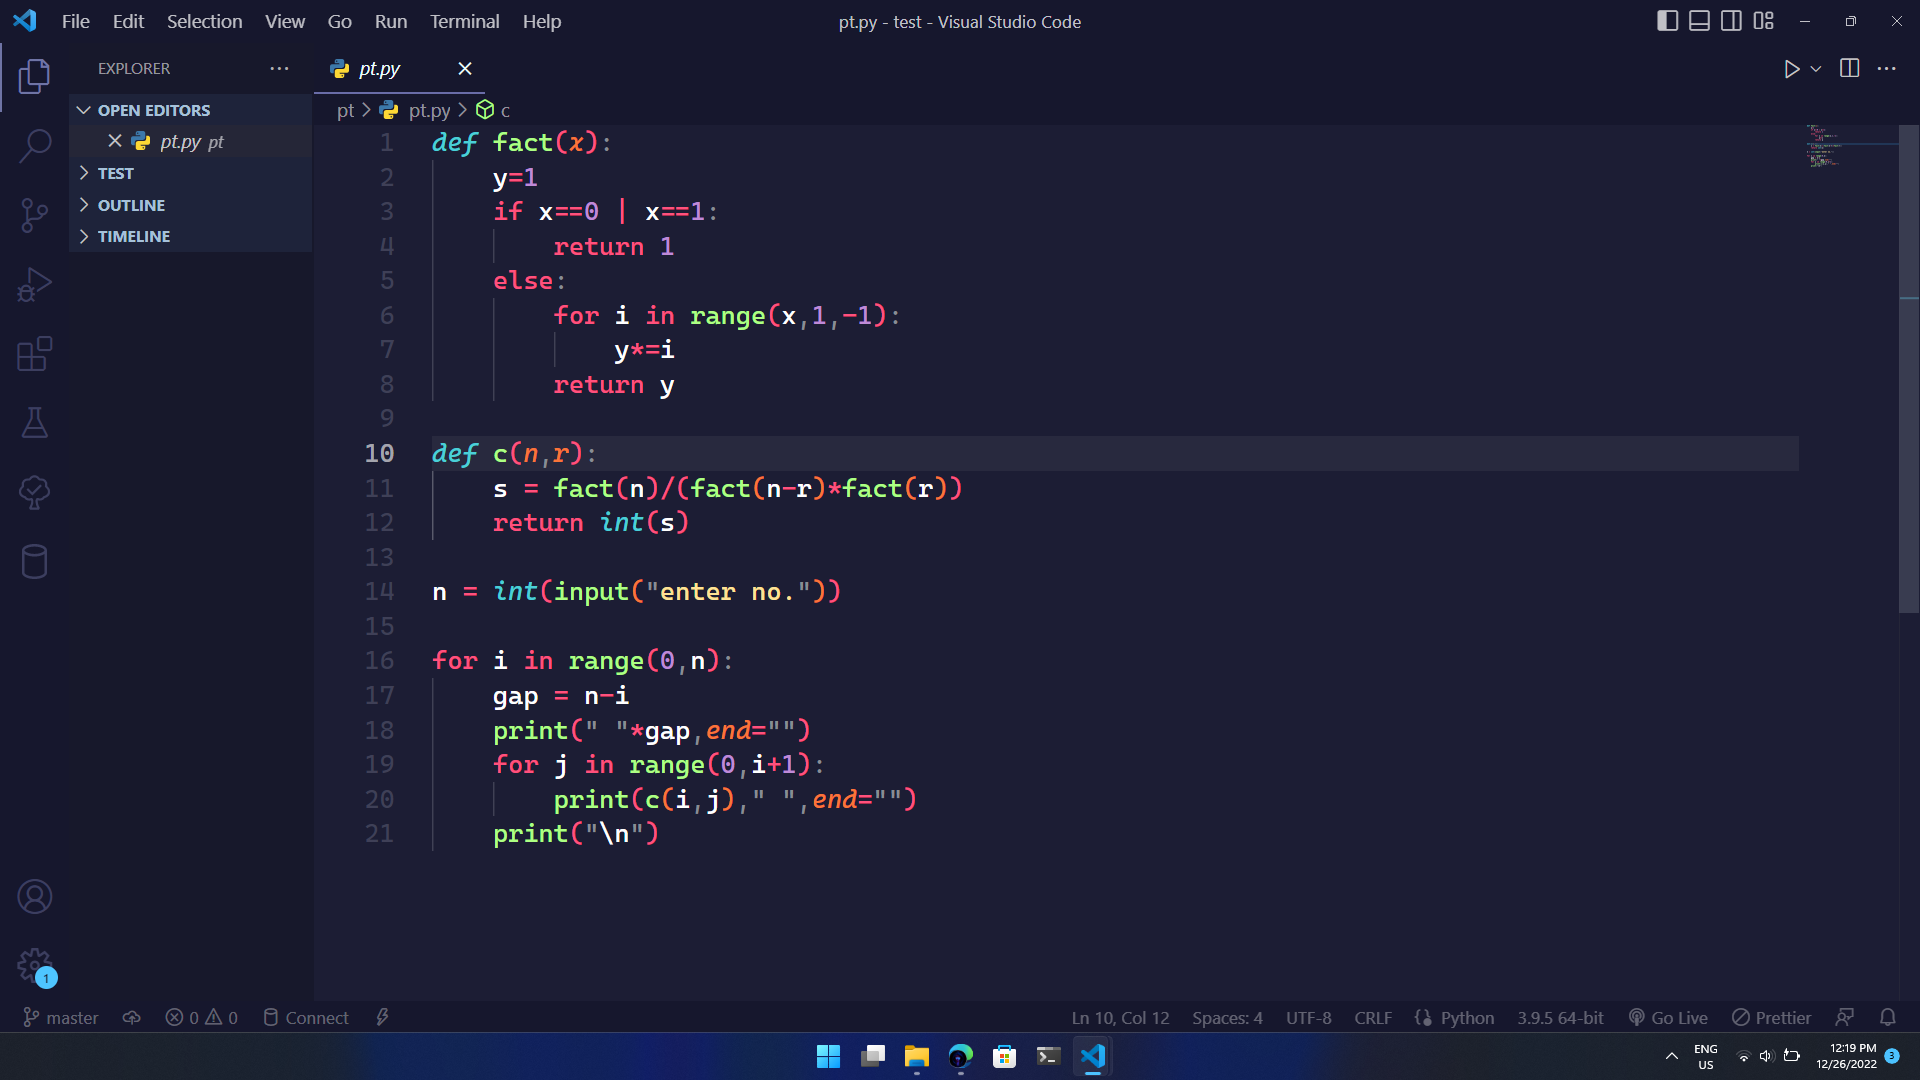 File Edit Selection View Go Run Terminal Help
pt.py - test - Visual Studio Code
EXPLORER
OPEN EDITORS
pt.py pt
TEST
OUTLINE
TIMELINE
pt.py
pt > pt.py > c
1 def fact(x):
2     y=1
3     if x==0 | x==1:
4         return 1
5     else:
6         for i in range(x,1,-1):
7             y*=i
8         return y
9
10 def c(n,r):
11     s = fact(n)/(fact(n-r)*fact(r))
12     return int(s)
13
14 n = int(input("enter no."))
15
16 for i in range(0,n):
17     gap = n-i
18     print(" "*gap,end="")
19     for j in range(0,i+1):
20         print(c(i,j)," ",end="")
21     print("\n")
1
master 0 0 Connect
Ln 10, Col 12 Spaces: 4 UTF-8 CRLF Python 3.9.5 64-bit Go Live Prettier
ENG
US
12:19 PM
12/26/2022
3